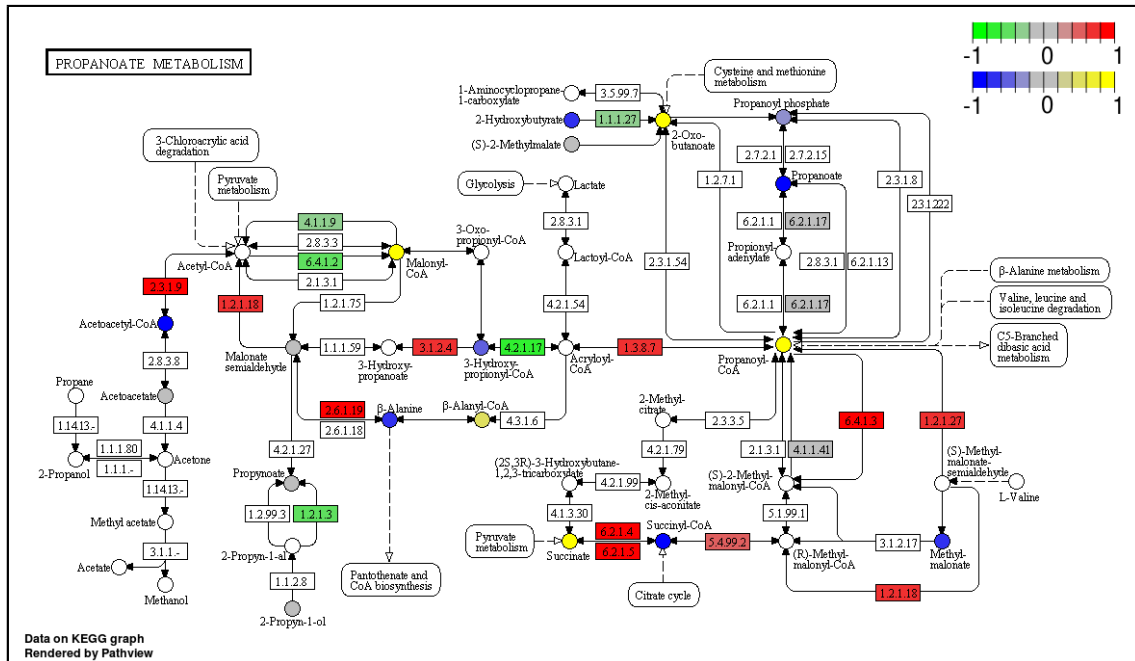 PROPANOATE METABOLISM
-1 0 1
-1 0 1
Cysteine and methionine
metabolism
1-Aminocyclopropane
1-carboxylate
3.5.99.7
2-Hydroxybutyrate
1.1.1.27
(S)-2-Methylmalate
2-Oxo-
butanoate
Propanoyl phosphate
2.7.2.1
2.7.2.15
1.2.7.1
2.3.1.8
2.3.1.222
Propanoate
6.2.1.1
6.2.1.17
Propionyl-
adenylate
2.8.3.1
6.2.1.13
2.3.1.54
6.2.1.1
6.2.1.17
3-Chloroacrylic acid
degradation
Pyruvate
metabolism
Glycolysis
Lactate
2.8.3.1
Lactoyl-CoA
4.2.1.54
4.1.1.9
2.8.3.3
6.4.1.2
2.1.3.1
Acetyl-CoA
Malonyl-
CoA
3-Oxo-
propionyl-CoA
β-Alanine metabolism
Valine, leucine and
isoleucine degradation
C5-Branched
dibasic acid
metabolism
2.3.1.9
1.2.1.18
1.2.1.75
Acetoacetyl-CoA
Malonate
semialdehyde
1.1.1.59
3-Hydroxy-
propanoate
3.1.2.4
3-Hydroxy-
propionyl-CoA
4.2.1.17
Acryloyl-
CoA
1.3.8.7
Propanoyl-
CoA
2.8.3.8
Acetoacetate
Propane
1.14.13.-
4.1.1.4
1.1.1.80
1.1.1.-
2-Propanol
Acetone
1.14.13.-
Methyl acetate
3.1.1.-
Acetate
Methanol
2.6.1.19
2.6.1.18
β-Alanine
β-Alanyl-CoA
4.3.1.6
4.2.1.27
Propynoate
1.2.99.3
1.2.1.3
2-Propyn-1-al
1.1.2.8
2-Propyn-1-ol
Pantothenate and
CoA biosynthesis
2-Methyl-
citrate
2.3.3.5
4.2.1.79
(2S,3R)-3-Hydroxybutane-
1,2,3-tricarboxylate
4.2.1.99
2-Methyl-
cis-aconitate
4.1.3.30
2.1.3.1
4.1.1.41
6.4.1.3
1.2.1.27
(S)-2-Methyl-
malonyl-CoA
5.1.99.1
(S)-Methyl-
malonate-
semialdehyde
L-Valine
Pyruvate
metabolism
Succinate
6.2.1.4
6.2.1.5
Succinyl-CoA
5.4.99.2
(R)-Methyl-
malonyl-CoA
3.1.2.17
Methyl-
malonate
1.2.1.18
Citrate cycle
Data on KEGG graph
Rendered by Pathview